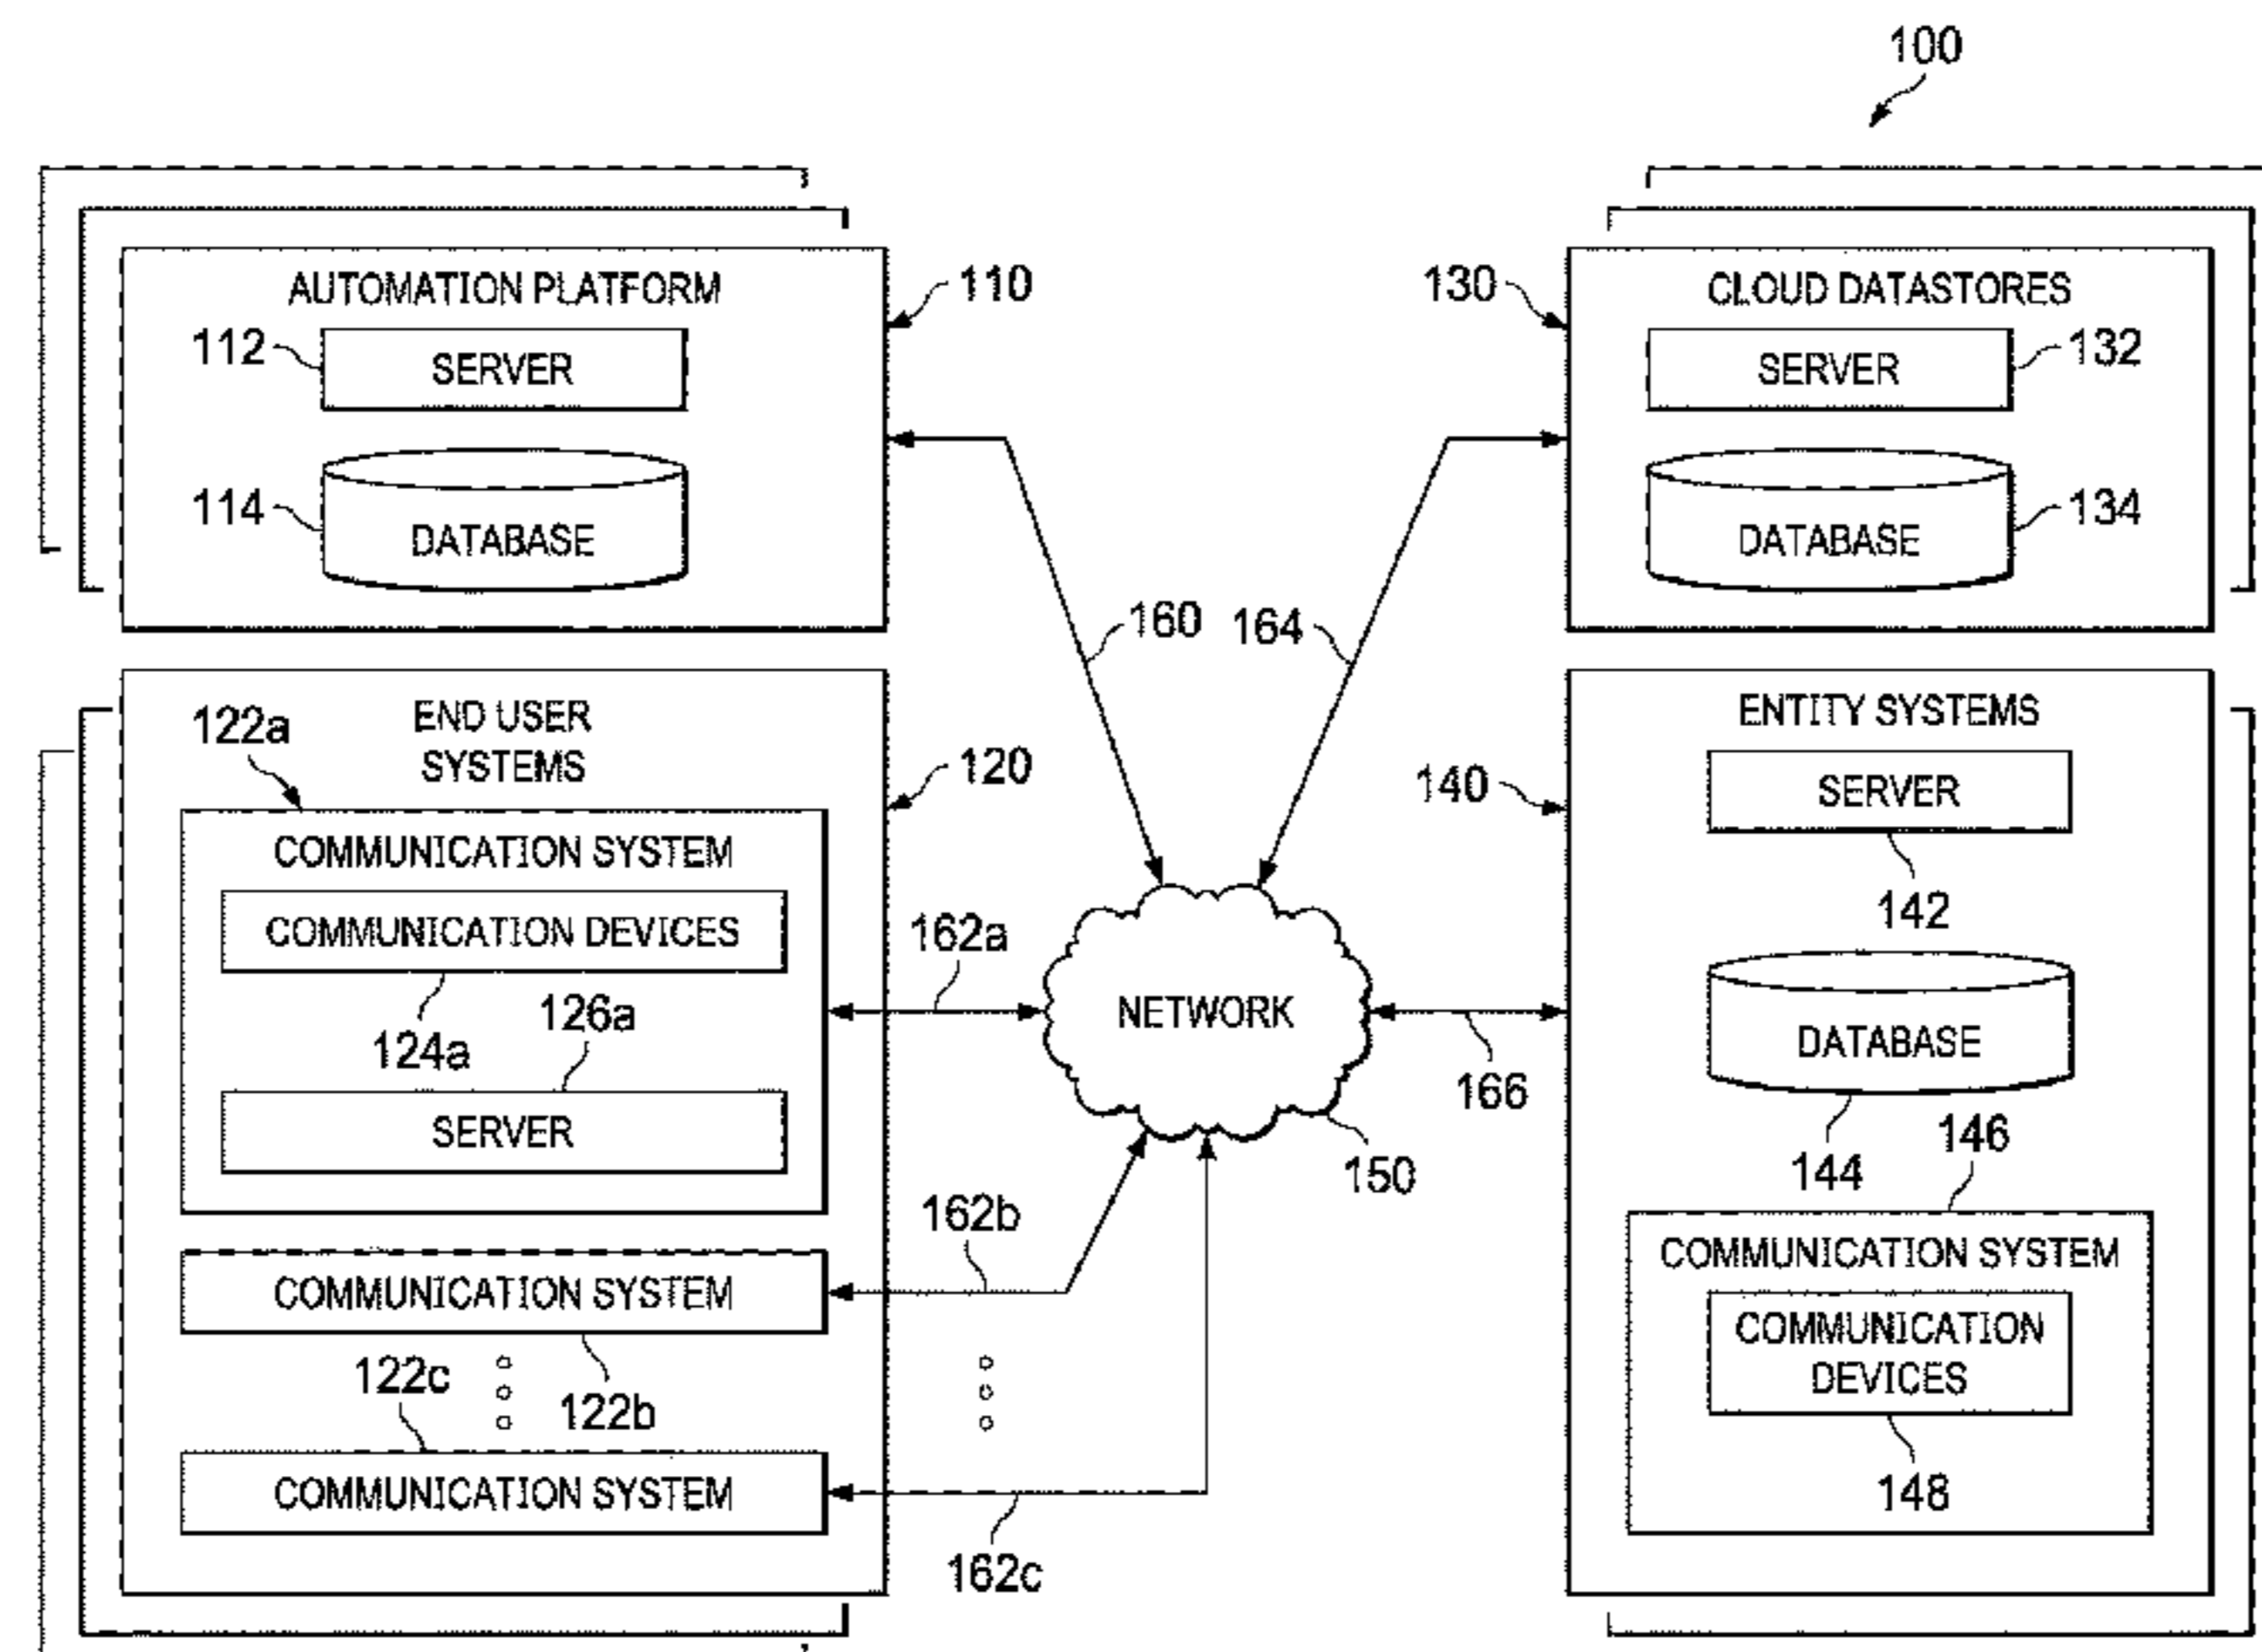 100
AUTOMATION PLATFORM
110
112
SERVER
114
DATABASE
130
CLOUD DATASTORES
SERVER
132
DATABASE
134
160
164
END USER
SYSTEMS
120
122a
COMMUNICATION SYSTEM
COMMUNICATION DEVICES
124a
126a
SERVER
COMMUNICATION SYSTEM
122b
122c
COMMUNICATION SYSTEM
162a
162b
162c
NETWORK
150
166
140
ENTITY SYSTEMS
SERVER
142
DATABASE
144
146
COMMUNICATION SYSTEM
COMMUNICATION
DEVICES
148